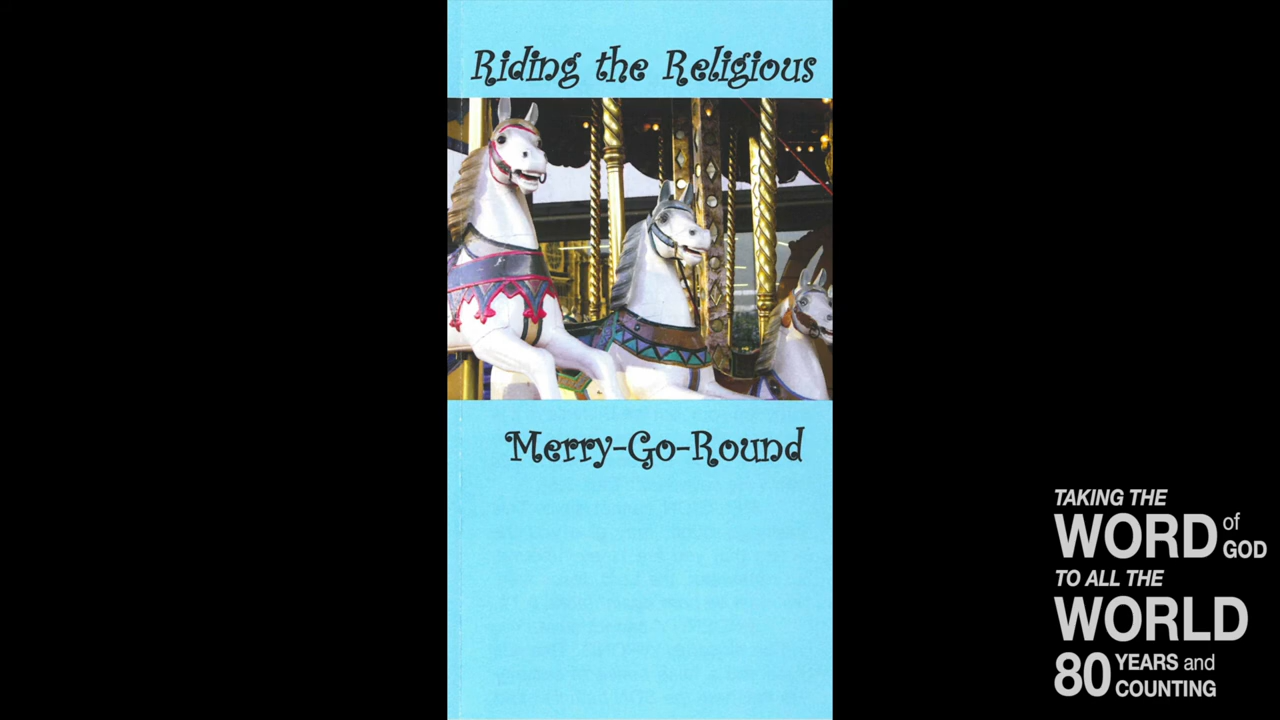 Riding the Religious
Merry-Go-Round
TAKING THE
WORD of GOD
TO ALL THE
WORLD
80 YEARS and
COUNTING